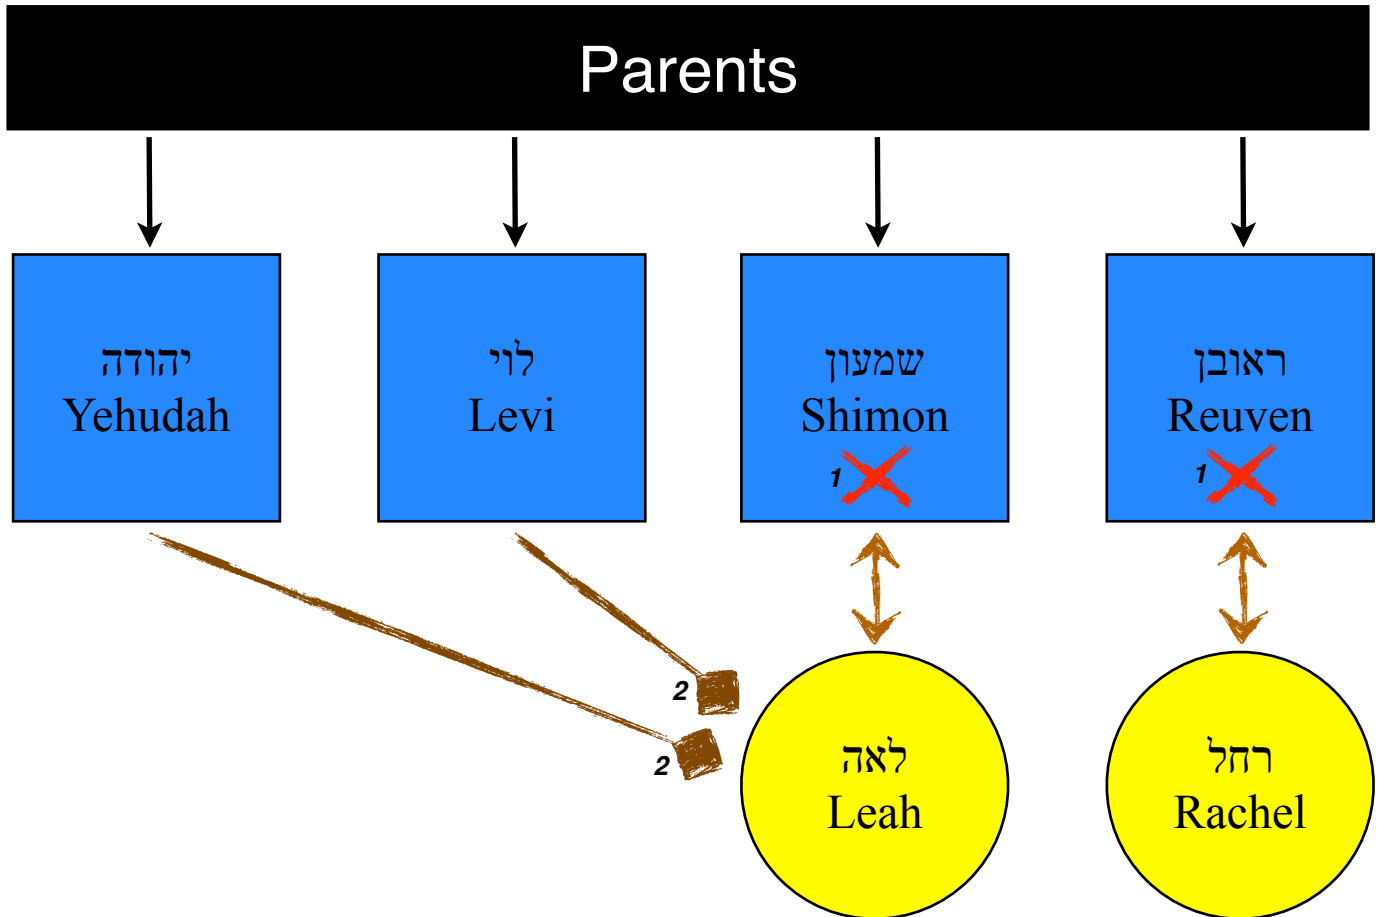 Parents
יהודה
Yehudah
לוי
Levi
שמעון
Shimon
1
ראובן
Reuven
1
2
2
לאה
Leah
רחל
Rachel